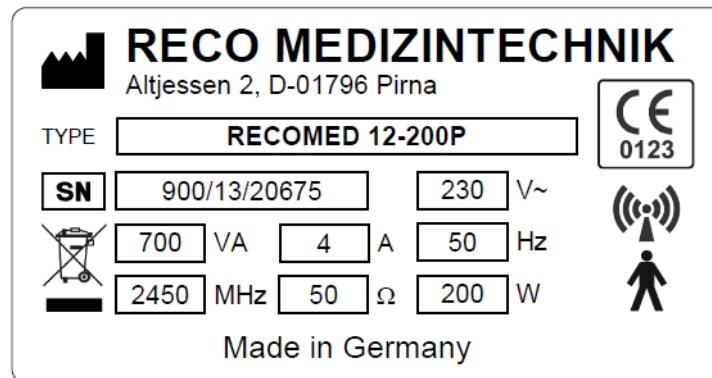 RECO MEDIZINTECHNIK
Altjessen 2, D-01796 Pirna
TYPE RECOMED 12-200P
CE
0123
SN 900/13/20675 230 V~
700 VA 4 A 50 Hz
2450 MHz 50 Ω 200 W
Made in Germany